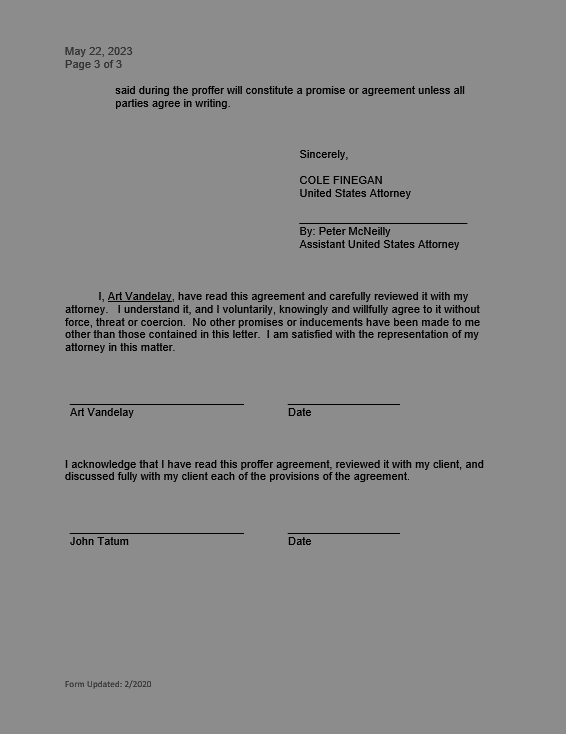 May 22, 2023
Page 3 of 3
said during the proffer will constitute a promise or agreement unless all
parties agree in writing.
Sincerely,
COLE FINEGAN
United States Attorney
By: Peter McNeilly
Assistant United States Attorney
I, Art Vandelay, have read this agreement and carefully reviewed it with my
attorney. I understand it, and I voluntarily, knowingly and willfully agree to it without
force, threat or coercion. No other promises or inducements have been made to me
other than those contained in this letter. I am satisfied with the representation of my
attorney in this matter.
Art Vandelay Date
I acknowledge that I have read this proffer agreement, reviewed it with my client, and
discussed fully with my client each of the provisions of the agreement.
John Tatum Date
Form Updated: 2/2020